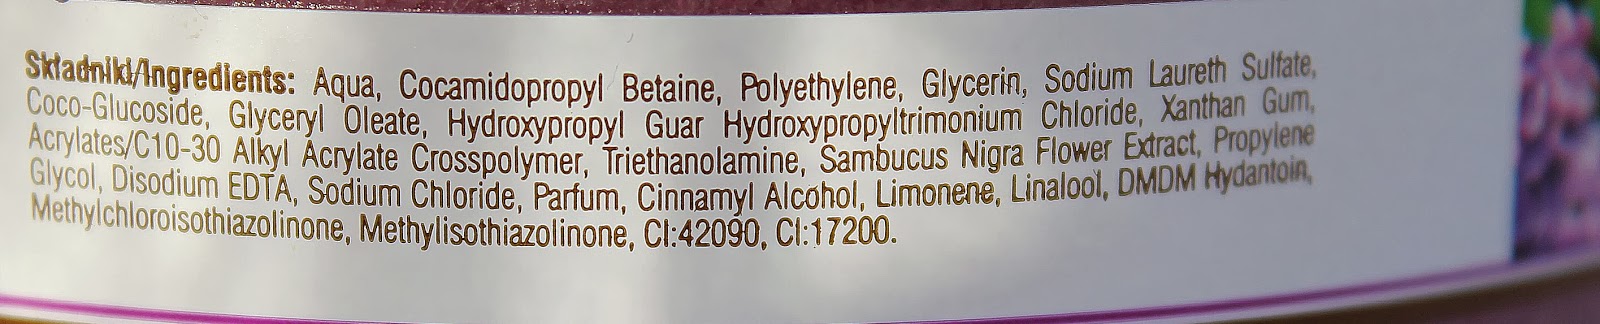 Składniki/Ingredients: Aqua, Cocamidopropyl Betaine, Polyethylene, Glycerin, Sodium Laureth Sulfate,
Coco-Glucoside, Glyceryl Oleate, Hydroxypropyl Guar Hydroxypropyltrimonium Chloride, Xanthan Gum,
Acrylates/C10-30 Alkyl Acrylate Crosspolymer, Triethanolamine, Sambucus Nigra Flower Extract, Propylene
Glycol, Disodium EDTA, Sodium Chloride, Parfum, Cinnamyl Alcohol, Limonene, Linalool, DMDM Hydantoin,
Methylchloroisothiazolinone, Methylisothiazolinone, CI:42090, CI:17200.